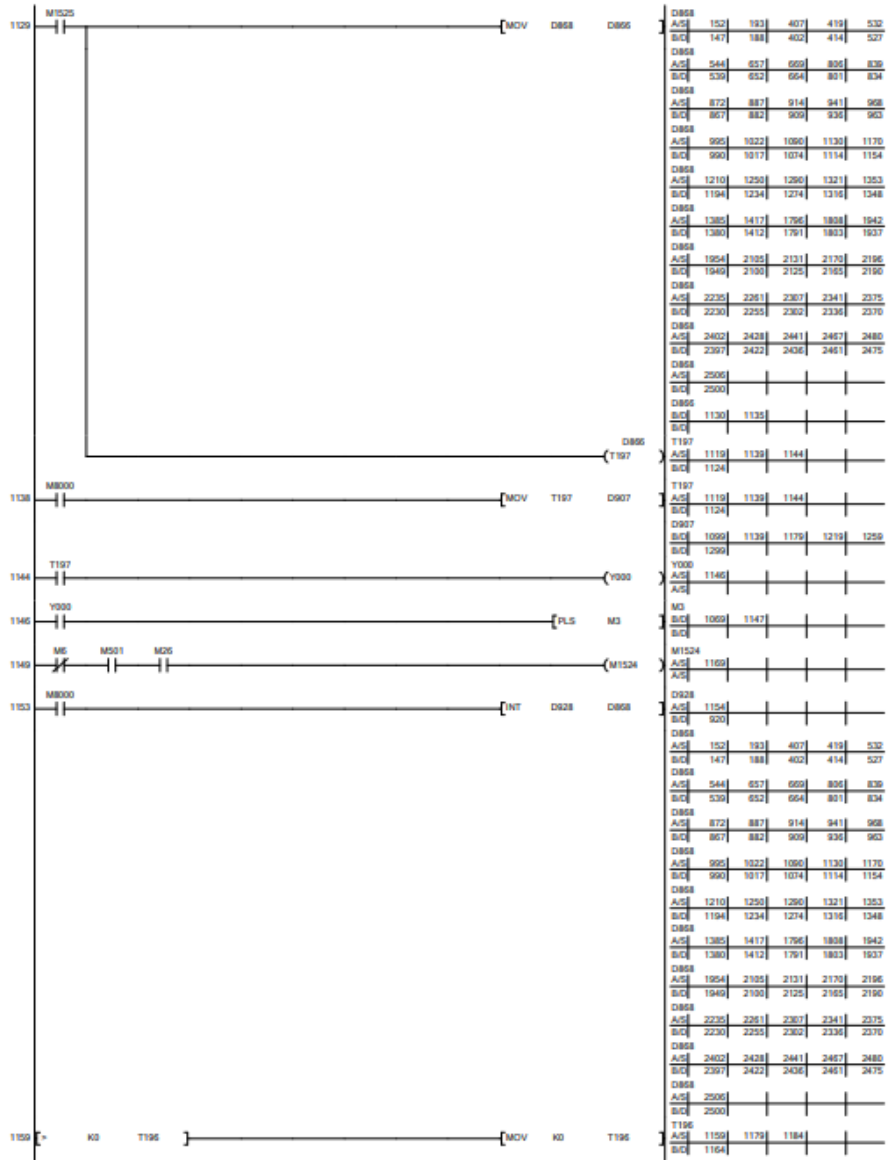 M1525
1129 MOV D868 D866
D868
A/S 152 193 407 419 532
B/D 147 188 402 414 527
D868
A/S 544 657 669 806 839
B/D 539 652 664 801 834
D868
A/S 872 887 914 941 968
B/D 867 882 909 936 963
D868
A/S 995 1022 1090 1130 1170
B/D 990 1017 1074 1114 1154
D868
A/S 1210 1250 1290 1321 1353
B/D 1194 1234 1274 1316 1348
D868
A/S 1385 1417 1796 1808 1942
B/D 1380 1412 1791 1803 1937
D868
A/S 1954 2105 2131 2170 2196
B/D 1949 2100 2125 2165 2190
D868
A/S 2235 2261 2307 2341 2375
B/D 2230 2255 2302 2336 2370
D868
A/S 2402 2428 2441 2467 2480
B/D 2397 2422 2436 2461 2475
D868
A/S 2506
B/D 2500
D866
B/D 1130 1135
B/D
D866
T197
T197
A/S 1119 1139 1144
B/D 1124
M8000
1138 MOV T197 D907
T197
A/S 1119 1139 1144
B/D 1124
D907
B/D 1099 1139 1179 1219 1259
B/D 1299
T197
1144 Y000
Y000
A/S 1146
A/S
Y000
1146 PLS M3
M3
B/D 1069 1147
B/D
M6 M501 M26
1149 M1524
M1524
A/S 1169
A/S
M8000
1153 INT D928 D868
D928
A/S 1154
B/D 920
D868
A/S 152 193 407 419 532
B/D 147 188 402 414 527
D868
A/S 544 657 669 806 839
B/D 539 652 664 801 834
D868
A/S 872 887 914 941 968
B/D 867 882 909 936 963
D868
A/S 995 1022 1090 1130 1170
B/D 990 1017 1074 1114 1154
D868
A/S 1210 1250 1290 1321 1353
B/D 1194 1234 1274 1316 1348
D868
A/S 1385 1417 1796 1808 1942
B/D 1380 1412 1791 1803 1937
D868
A/S 1954 2105 2131 2170 2196
B/D 1949 2100 2125 2165 2190
D868
A/S 2235 2261 2307 2341 2375
B/D 2230 2255 2302 2336 2370
D868
A/S 2402 2428 2441 2467 2480
B/D 2397 2422 2436 2461 2475
D868
A/S 2506
B/D 2500
1159 > K0 T196 MOV K0 T196
T196
A/S 1159 1179 1184
B/D 1164